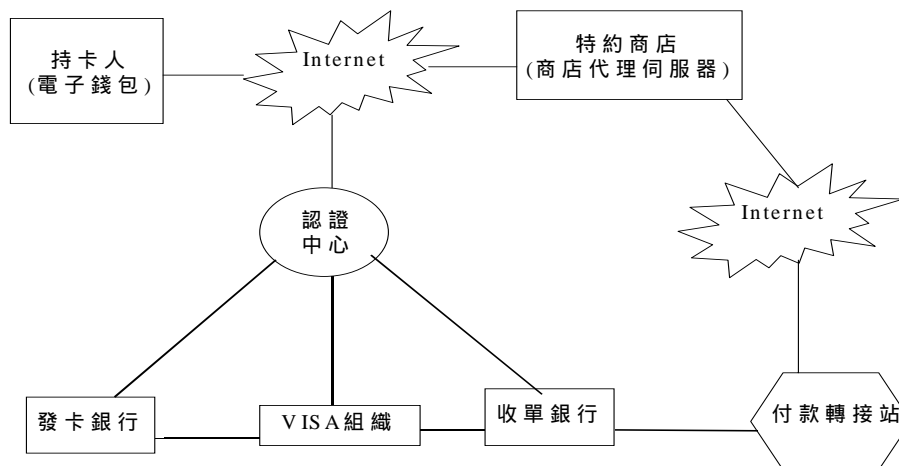 持卡人
(電子錢包)
Internet
特約商店
(商店代理伺服器)
Internet
認證
中心
發卡銀行
VISA組織
收單銀行
付款轉接站